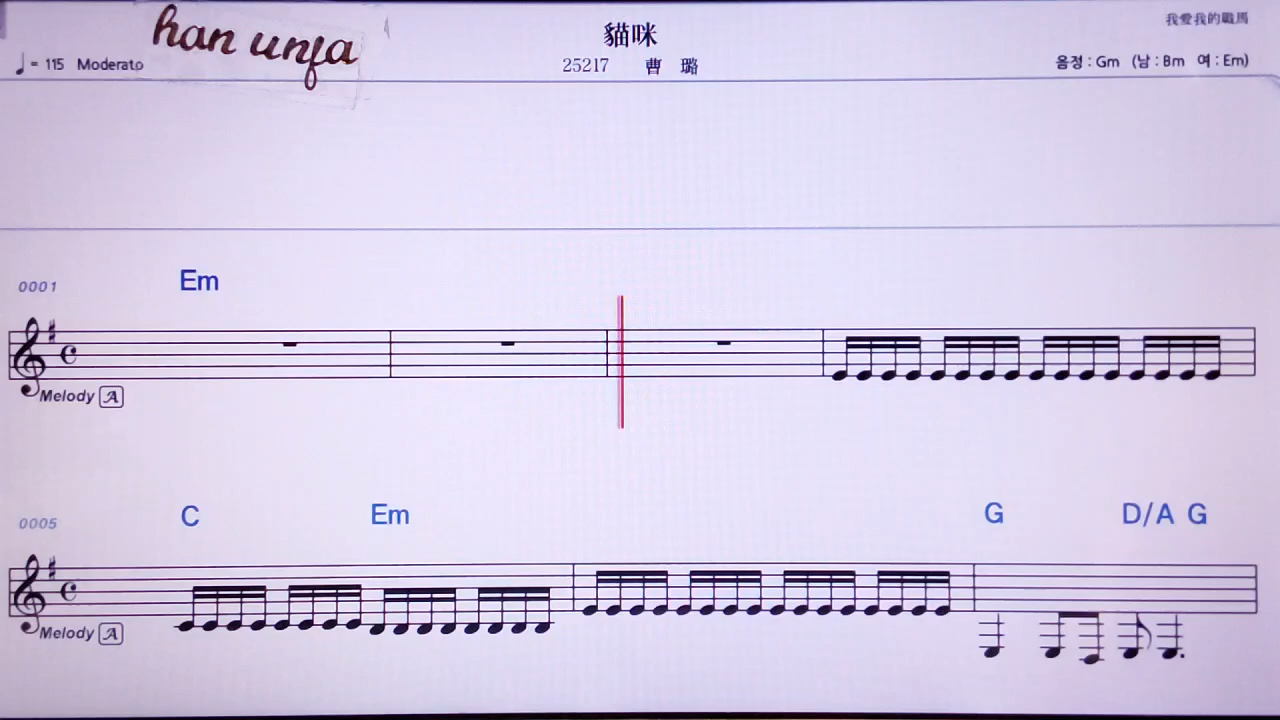 han unfa
貓咪
我愛我的戰馬
♩= 115 Moderato
25217 曹 璐
음정 : Gm (남 : Bm 여 : Em)
0001
Em
Melody A
0005
C Em G D/A G
Melody A